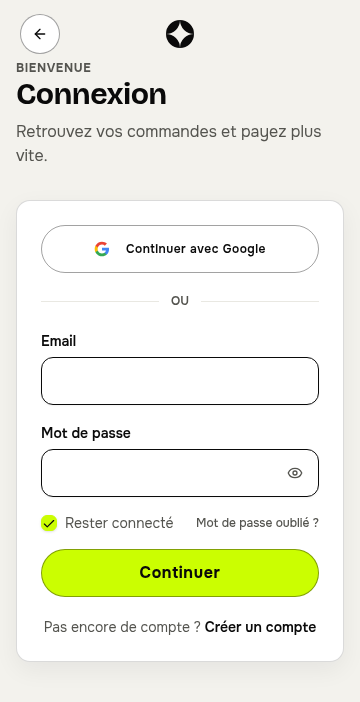 BIENVENUE
Connexion
Retrouvez vos commandes et payez plus
vite.
Continuer avec Google
OU
Email
Mot de passe
Rester connecté
Mot de passe oublié ?
Continuer
Pas encore de compte ? Créer un compte